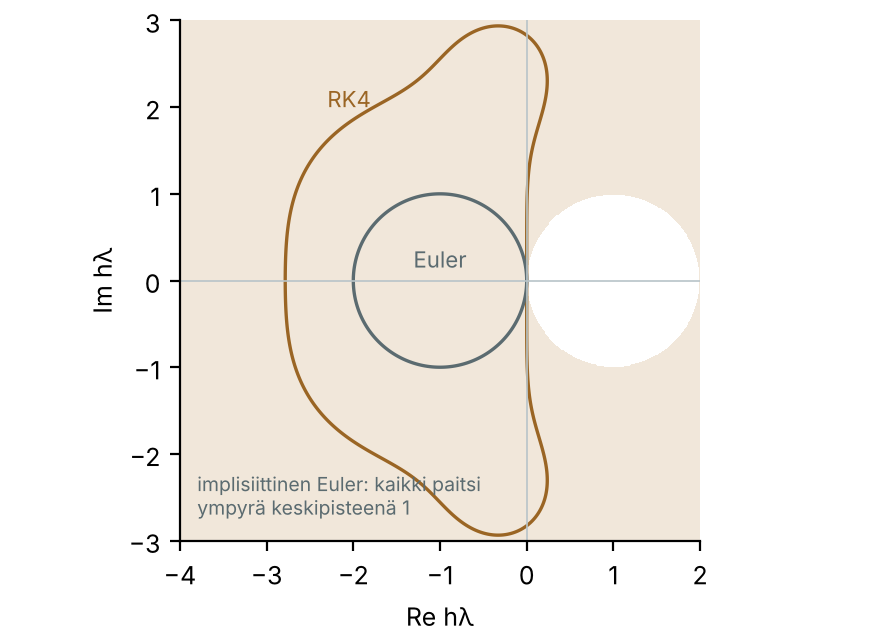 3
2
1
0
−1
−2
−3
Im hλ
RK4
Euler
implisiittinen Euler: kaikki paitsi
ympyrä keskipisteenä 1
−4 −3 −2 −1 0 1 2
Re hλ